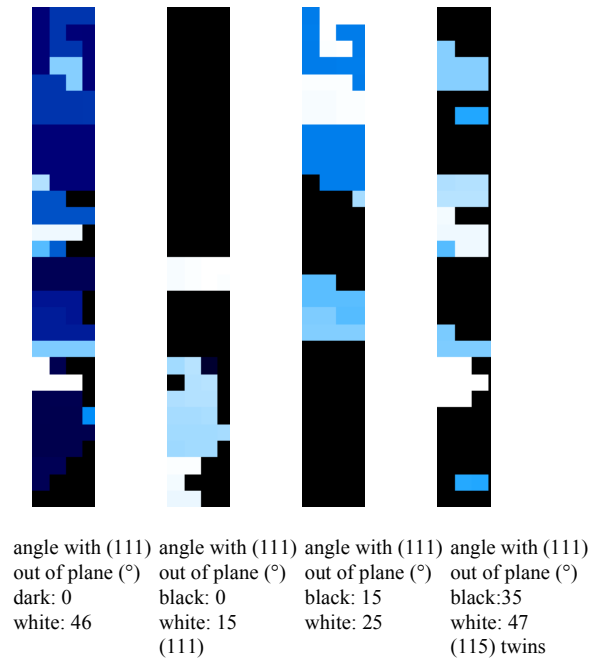 angle with (111)
out of plane (°)
dark: 0
white: 46
angle with (111)
out of plane (°)
black: 0
white: 15
(111)
angle with (111)
out of plane (°)
black: 15
white: 25
angle with (111)
out of plane (°)
black:35
white: 47
(115) twins